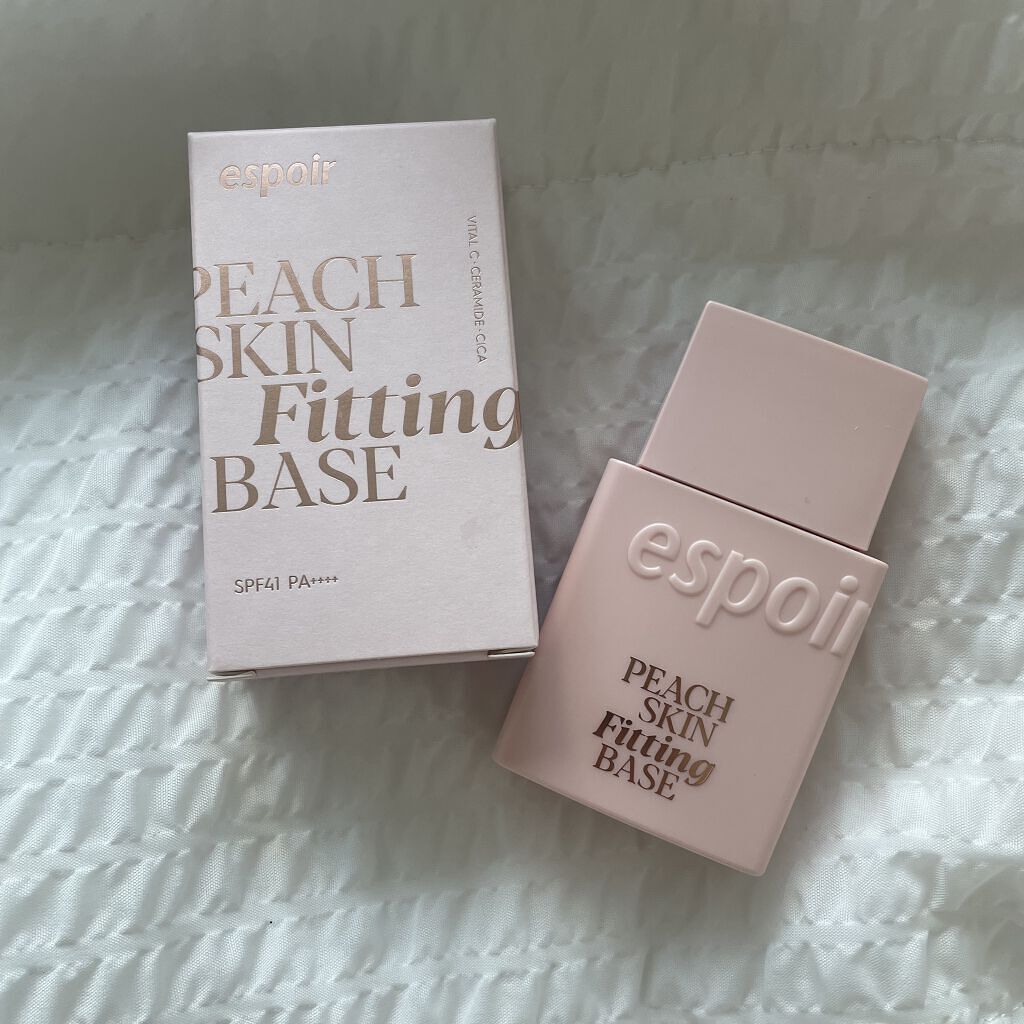 espoir
VITAL C · CERAMIDE · CICA
PEACH
SKIN
Fitting
BASE
SPF41 PA++++
espoir
PEACH
SKIN
Fitting
BASE